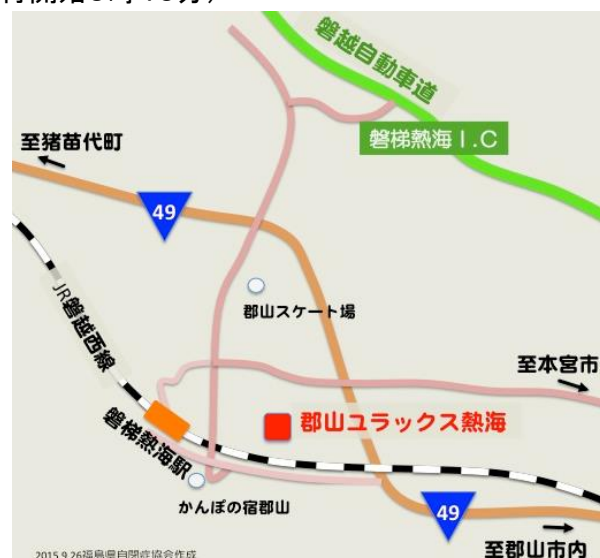 磐越自動車道
磐梯熱海I.C
至猪苗代町
49
郡山スケート場
JR磐越西線
至本宮市
郡山ユラックス熱海
磐梯熱海駅
かんぽの宿郡山
49
至郡山市内
2015.9.26福島県自閉症協会作成